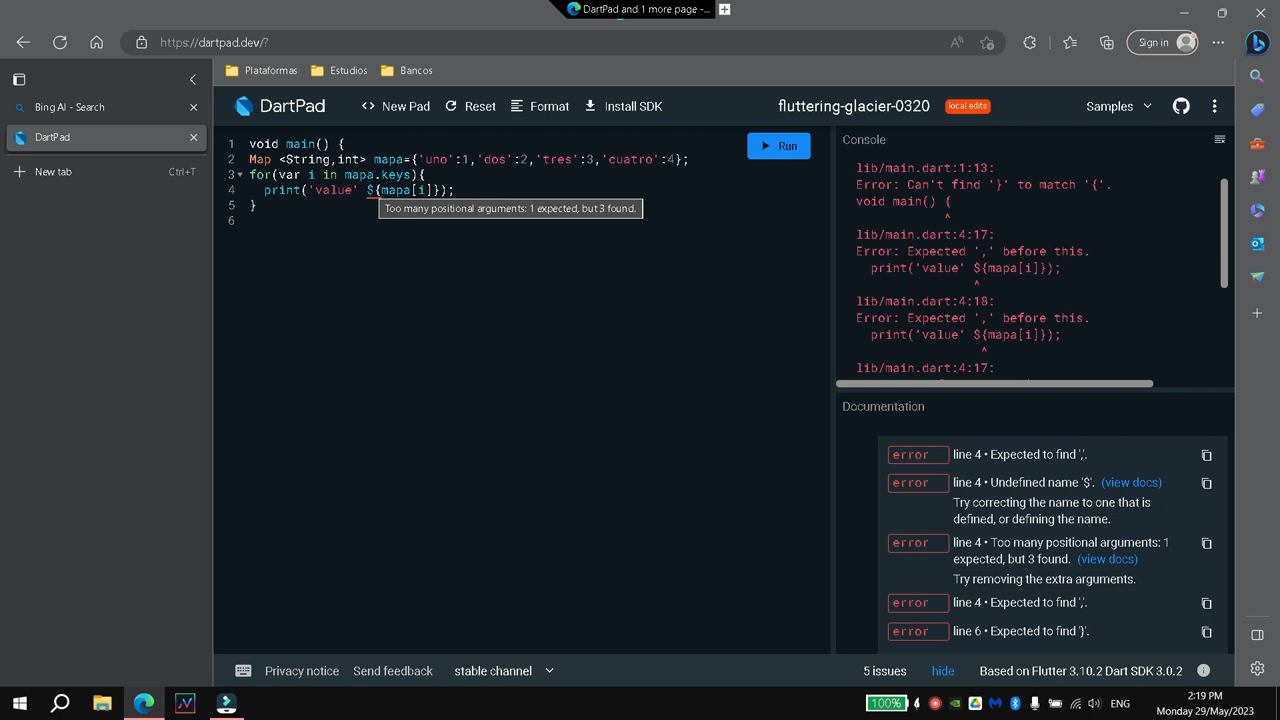 DartPad and 1 more page -...
https://dartpad.dev/?
Sign in
Plataformas
Estudios
Bancos
Bing AI - Search
DartPad
New tab
Ctrl+T
DartPad
New Pad
Reset
Format
Install SDK
fluttering-glacier-0320
local edits
Samples
1 void main() {
2 Map <String,int> mapa={'uno':1,'dos':2,'tres':3,'cuatro':4};
3 for(var i in mapa.keys){
4 print('value' ${mapa[i]});
5 }
6
Too many positional arguments: 1 expected, but 3 found.
Run
Console
lib/main.dart:1:13:
Error: Can't find '}' to match '{'.
void main() {
^
lib/main.dart:4:17:
Error: Expected ',' before this.
print('value' ${mapa[i]});
^
lib/main.dart:4:18:
Error: Expected ',' before this.
print('value' ${mapa[i]});
^
lib/main.dart:4:17:
Documentation
error line 4 • Expected to find ','.
error line 4 • Undefined name '$'. (view docs)
Try correcting the name to one that is
defined, or defining the name.
error line 4 • Too many positional arguments: 1
expected, but 3 found. (view docs)
Try removing the extra arguments.
error line 4 • Expected to find ','.
error line 6 • Expected to find '}'.
Privacy notice
Send feedback
stable channel
5 issues
hide
Based on Flutter 3.10.2 Dart SDK 3.0.2
100%
ENG
2:19 PM
Monday 29/May/2023